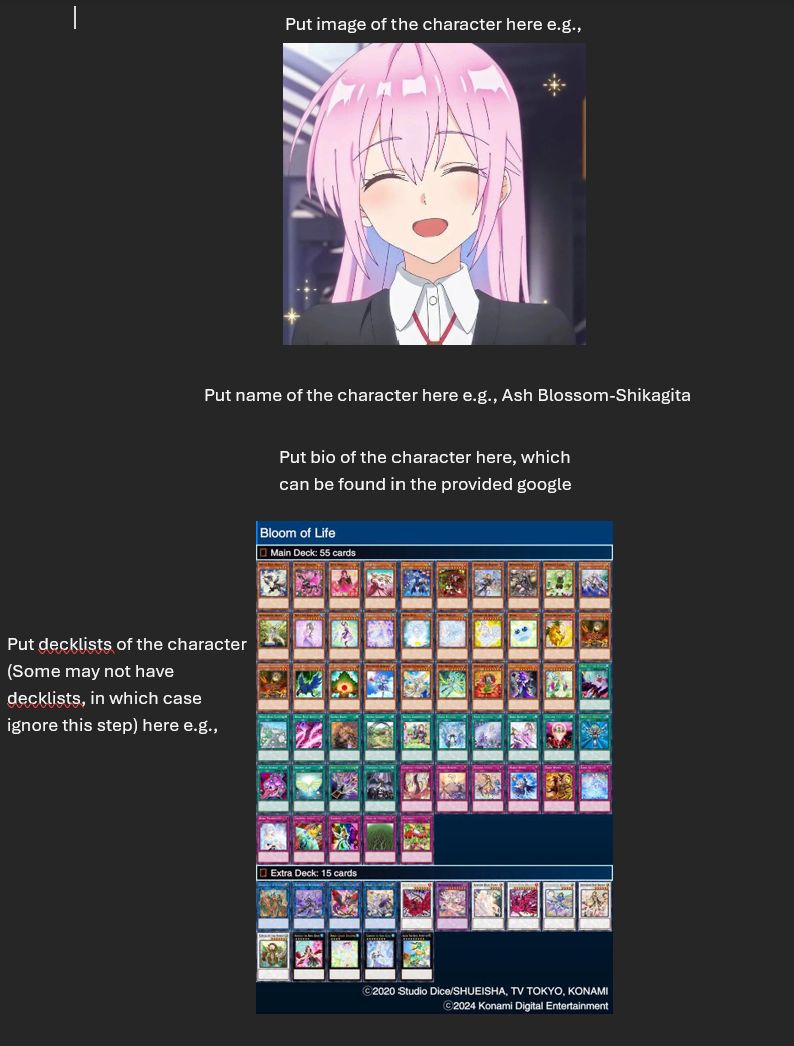 Put image of the character here e.g.,
Put name of the character here e.g., Ash Blossom-Shikagita
Put bio of the character here, which
can be found in the provided google
Bloom of Life
Main Deck: 55 cards
Put decklists of the character
(Some may not have
decklists, in which case
ignore this step) here e.g.,
Extra Deck: 15 cards
©2020 Studio Dice/SHUEISHA, TV TOKYO, KONAMI
©2024 Konami Digital Entertainment